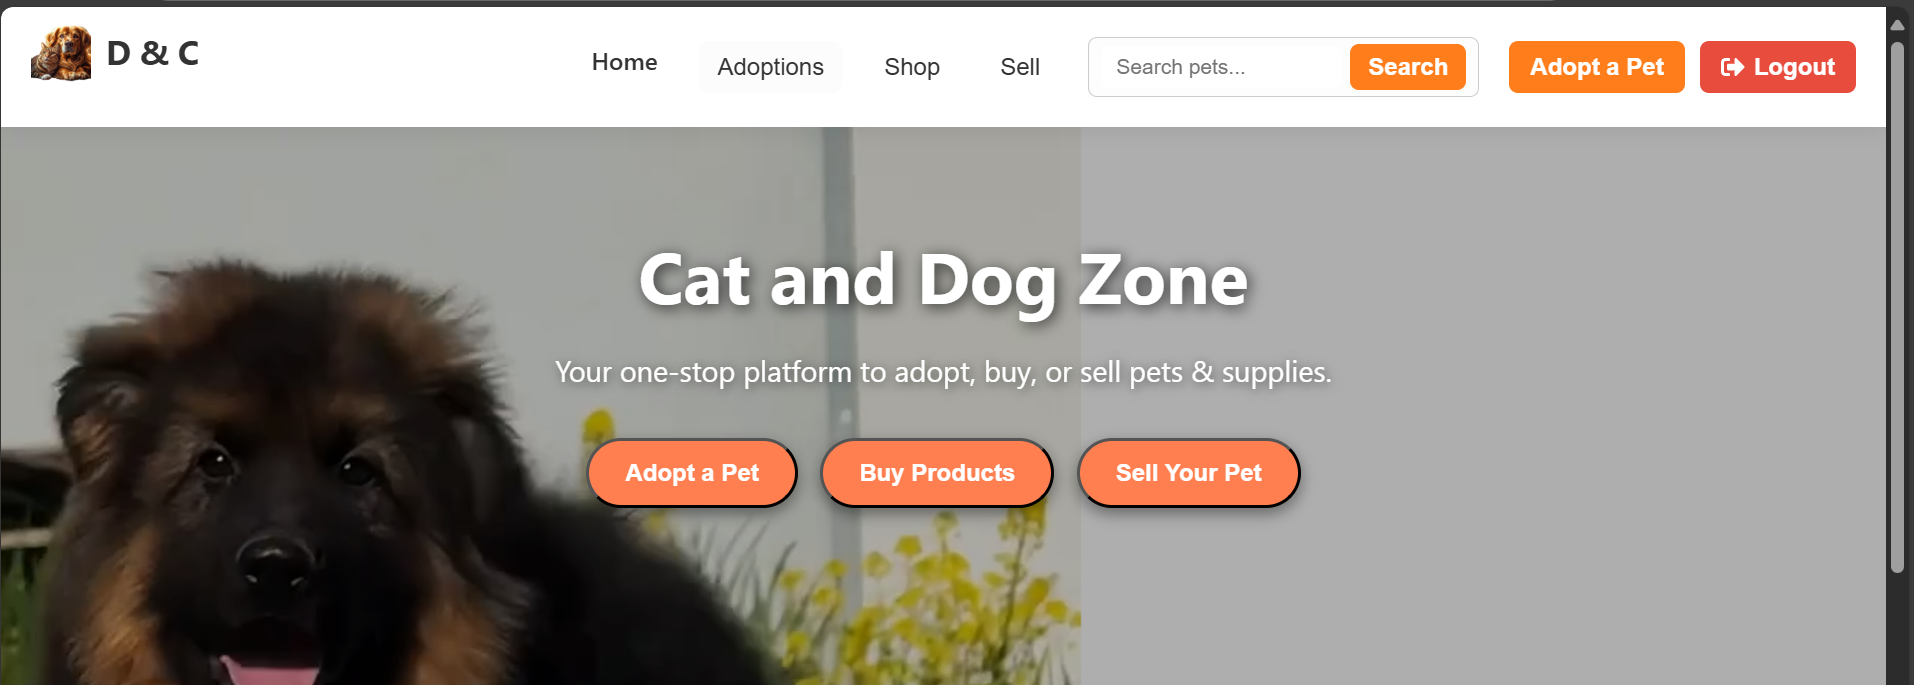 D & C
Home
Adoptions
Shop
Sell
Search pets...
Search
Adopt a Pet
Logout
Cat and Dog Zone
Your one-stop platform to adopt, buy, or sell pets & supplies.
Adopt a Pet
Buy Products
Sell Your Pet